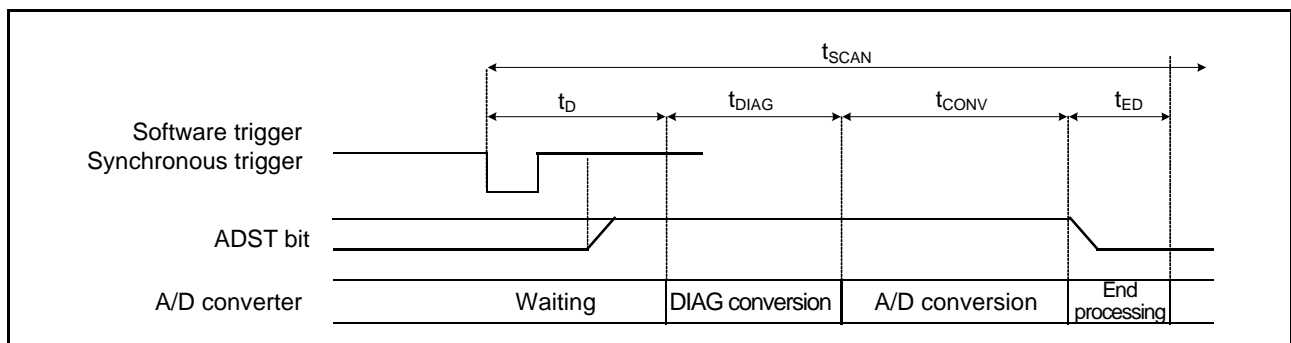 tSCAN
tD tDIAG tCONV tED
Software trigger
Synchronous trigger
ADST bit
A/D converter Waiting DIAG conversion A/D conversion End
processing